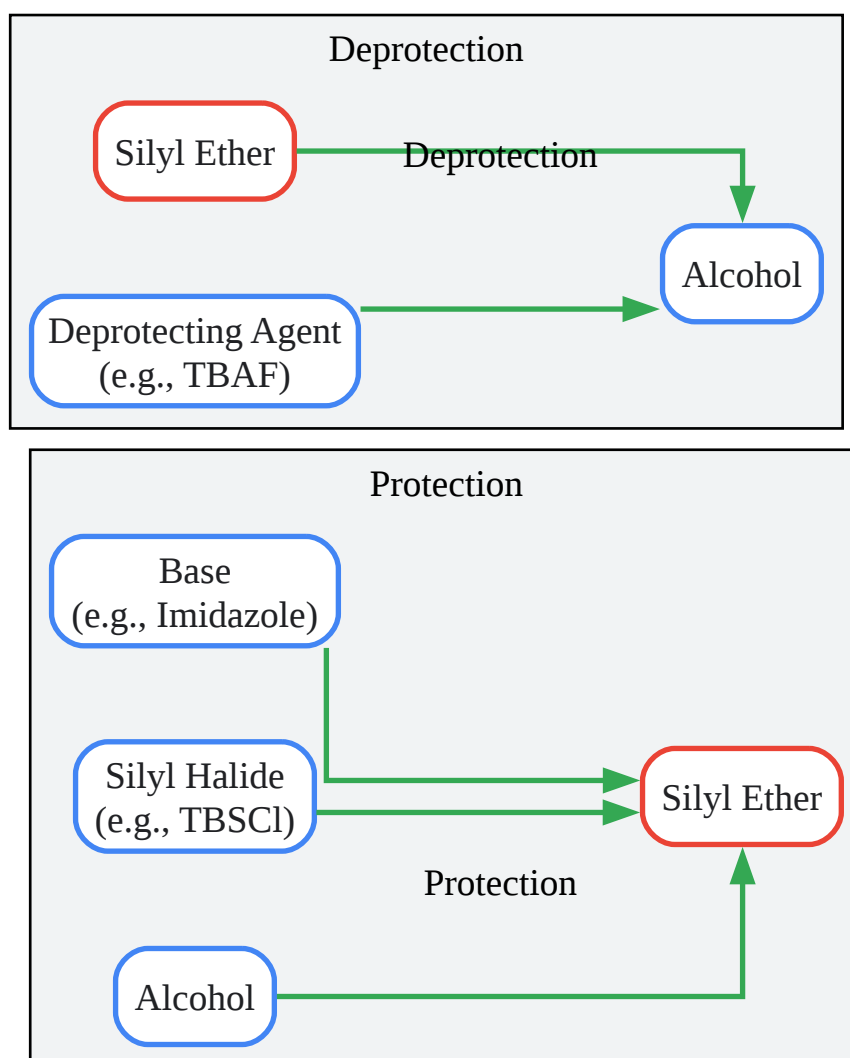 Deprotection
Silyl Ether
Deprotection
Alcohol
Deprotecting Agent
(e.g., TBAF)
Protection
Base
(e.g., Imidazole)
Silyl Halide
(e.g., TBSCl)
Silyl Ether
Protection
Alcohol